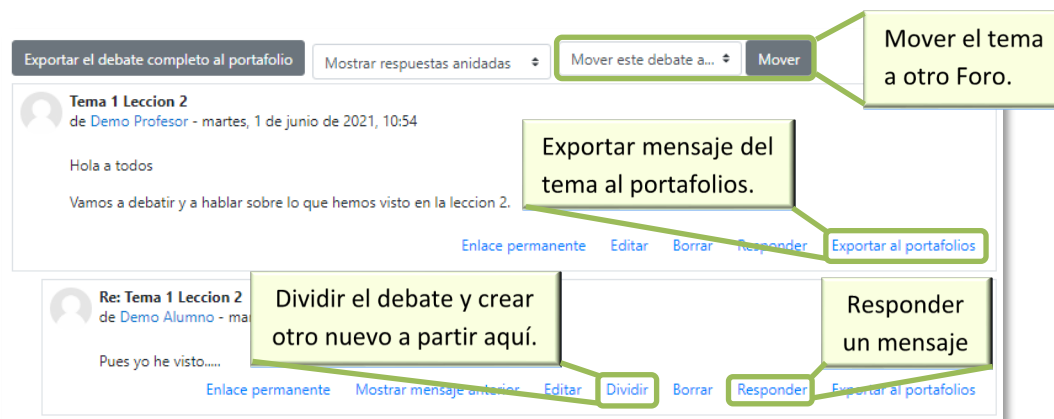 Exportar el debate completo al portafolio
Mostrar respuestas anidadas
Mover este debate a...
Mover
Mover el tema
a otro Foro.
Tema 1 Leccion 2
de Demo Profesor - martes, 1 de junio de 2021, 10:54
Hola a todos
Vamos a debatir y a hablar sobre lo que hemos visto en la leccion 2.
Exportar mensaje del
tema al portafolios.
Enlace permanente Editar Borrar Responder Exportar al portafolios
Re: Tema 1 Leccion 2
de Demo Alumno - mar
Dividir el debate y crear
otro nuevo a partir aquí.
Responder
un mensaje
Pues yo he visto.....
Enlace permanente Mostrar mensaje anterior Editar Dividir Borrar Responder Exportar al portafolios